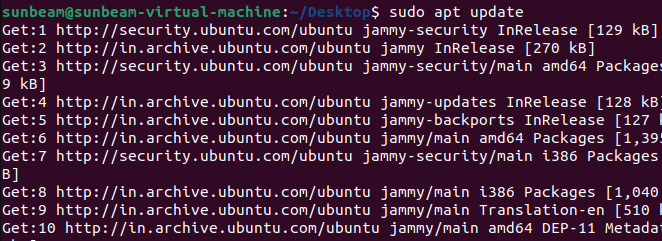 sunbeam@sunbeam-virtual-machine:~/Desktop$ sudo apt update
Get:1 http://security.ubuntu.com/ubuntu jammy-security InRelease [129 kB]
Get:2 http://in.archive.ubuntu.com/ubuntu jammy InRelease [270 kB]
Get:3 http://security.ubuntu.com/ubuntu jammy-security/main amd64 Packages
9 kB]
Get:4 http://in.archive.ubuntu.com/ubuntu jammy-updates InRelease [128 kB]
Get:5 http://in.archive.ubuntu.com/ubuntu jammy-backports InRelease [127 k
Get:6 http://in.archive.ubuntu.com/ubuntu jammy/main amd64 Packages [1,395
Get:7 http://security.ubuntu.com/ubuntu jammy-security/main i386 Packages
B]
Get:8 http://in.archive.ubuntu.com/ubuntu jammy/main i386 Packages [1,040
Get:9 http://in.archive.ubuntu.com/ubuntu jammy/main Translation-en [510 k
Get:10 http://in.archive.ubuntu.com/ubuntu jammy/main amd64 DEP-11 Metada